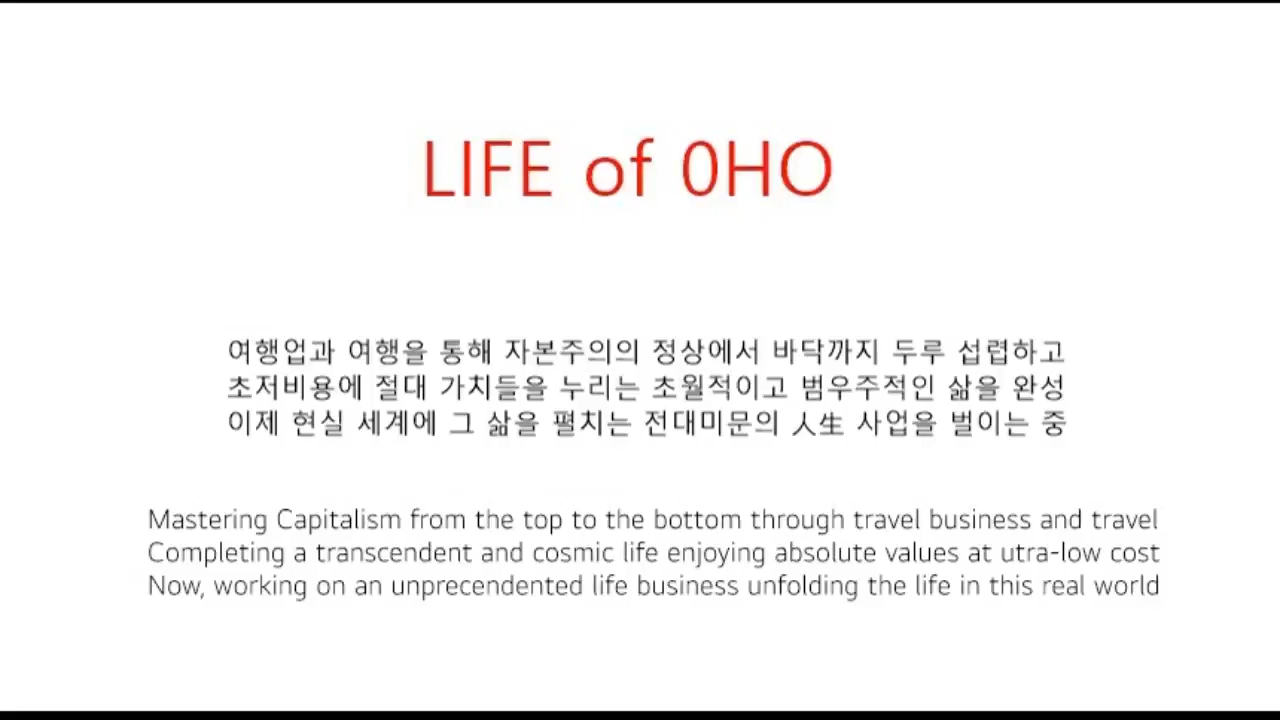 LIFE of 0HO
여행업과 여행을 통해 자본주의의 정상에서 바닥까지 두루 섭렵하고
초저비용에 절대 가치들을 누리는 초월적이고 범우주적인 삶을 완성
이제 현실 세계에 그 삶을 펼치는 전대미문의 人生 사업을 벌이는 중
Mastering Capitalism from the top to the bottom through travel business and travel
Completing a transcendent and cosmic life enjoying absolute values at utra-low cost
Now, working on an unprecendented life business unfolding the life in this real world